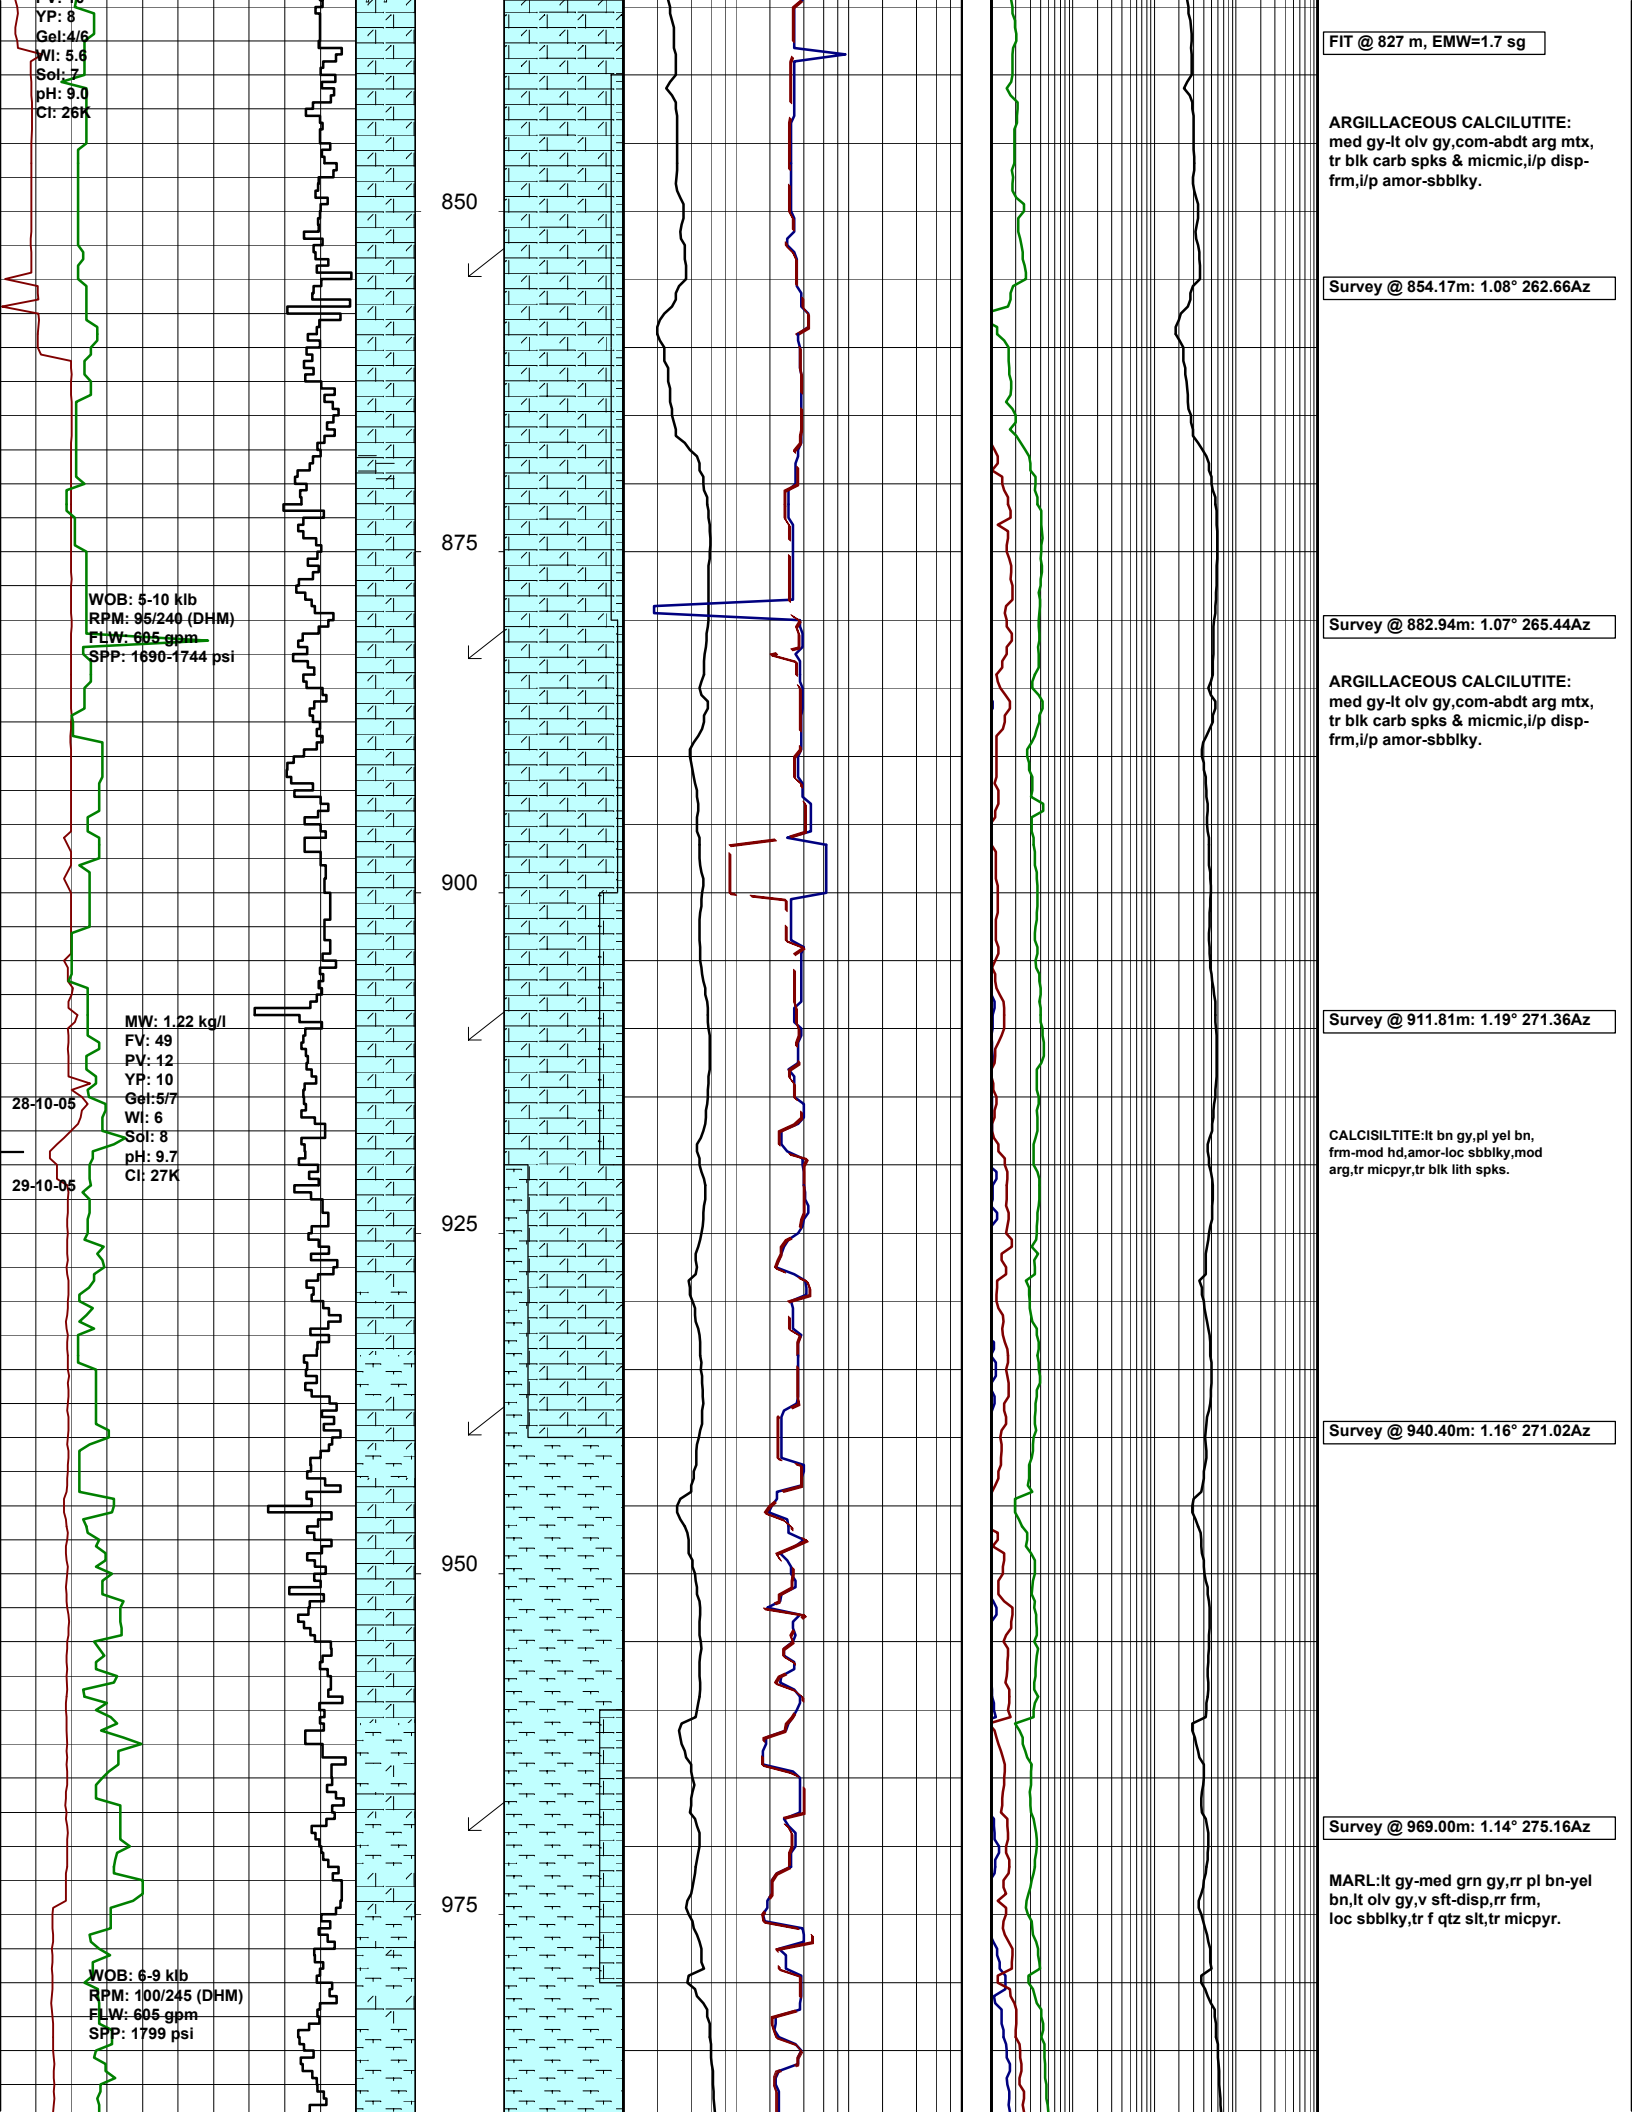 YP: 8
Gel:4/6
Wl: 5.6
Sol: 7
pH: 9.0
Cl: 26K
WOB: 5-10 klb
RPM: 95/240 (DHM)
FLW: 605 gpm
SPP: 1690-1744 psi
MW: 1.22 kg/l
FV: 49
PV: 12
YP: 10
Gel:5/7
Wl: 6
Sol: 8
pH: 9.7
Cl: 27K
28-10-05
29-10-05
WOB: 6-9 klb
RPM: 100/245 (DHM)
FLW: 605 gpm
SPP: 1799 psi
850
875
900
925
950
975
FIT @ 827 m, EMW=1.7 sg
ARGILLACEOUS CALCILUTITE:
med gy-lt olv gy,com-abdt arg mtx,
tr blk carb spks & micmic,i/p disp-
frm,i/p amor-sbblky.
Survey @ 854.17m: 1.08° 262.66Az
Survey @ 882.94m: 1.07° 265.44Az
ARGILLACEOUS CALCILUTITE:
med gy-lt olv gy,com-abdt arg mtx,
tr blk carb spks & micmic,i/p disp-
frm,i/p amor-sbblky.
Survey @ 911.81m: 1.19° 271.36Az
CALCISILTITE:lt bn gy,pl yel bn,
frm-mod hd,amor-loc sbblky,mod
arg,tr micpyr,tr blk lith spks.
Survey @ 940.40m: 1.16° 271.02Az
Survey @ 969.00m: 1.14° 275.16Az
MARL:lt gy-med grn gy,rr pl bn-yel
bn,lt olv gy,v sft-disp,rr frm,
loc sbblky,tr f qtz slt,tr micpyr.